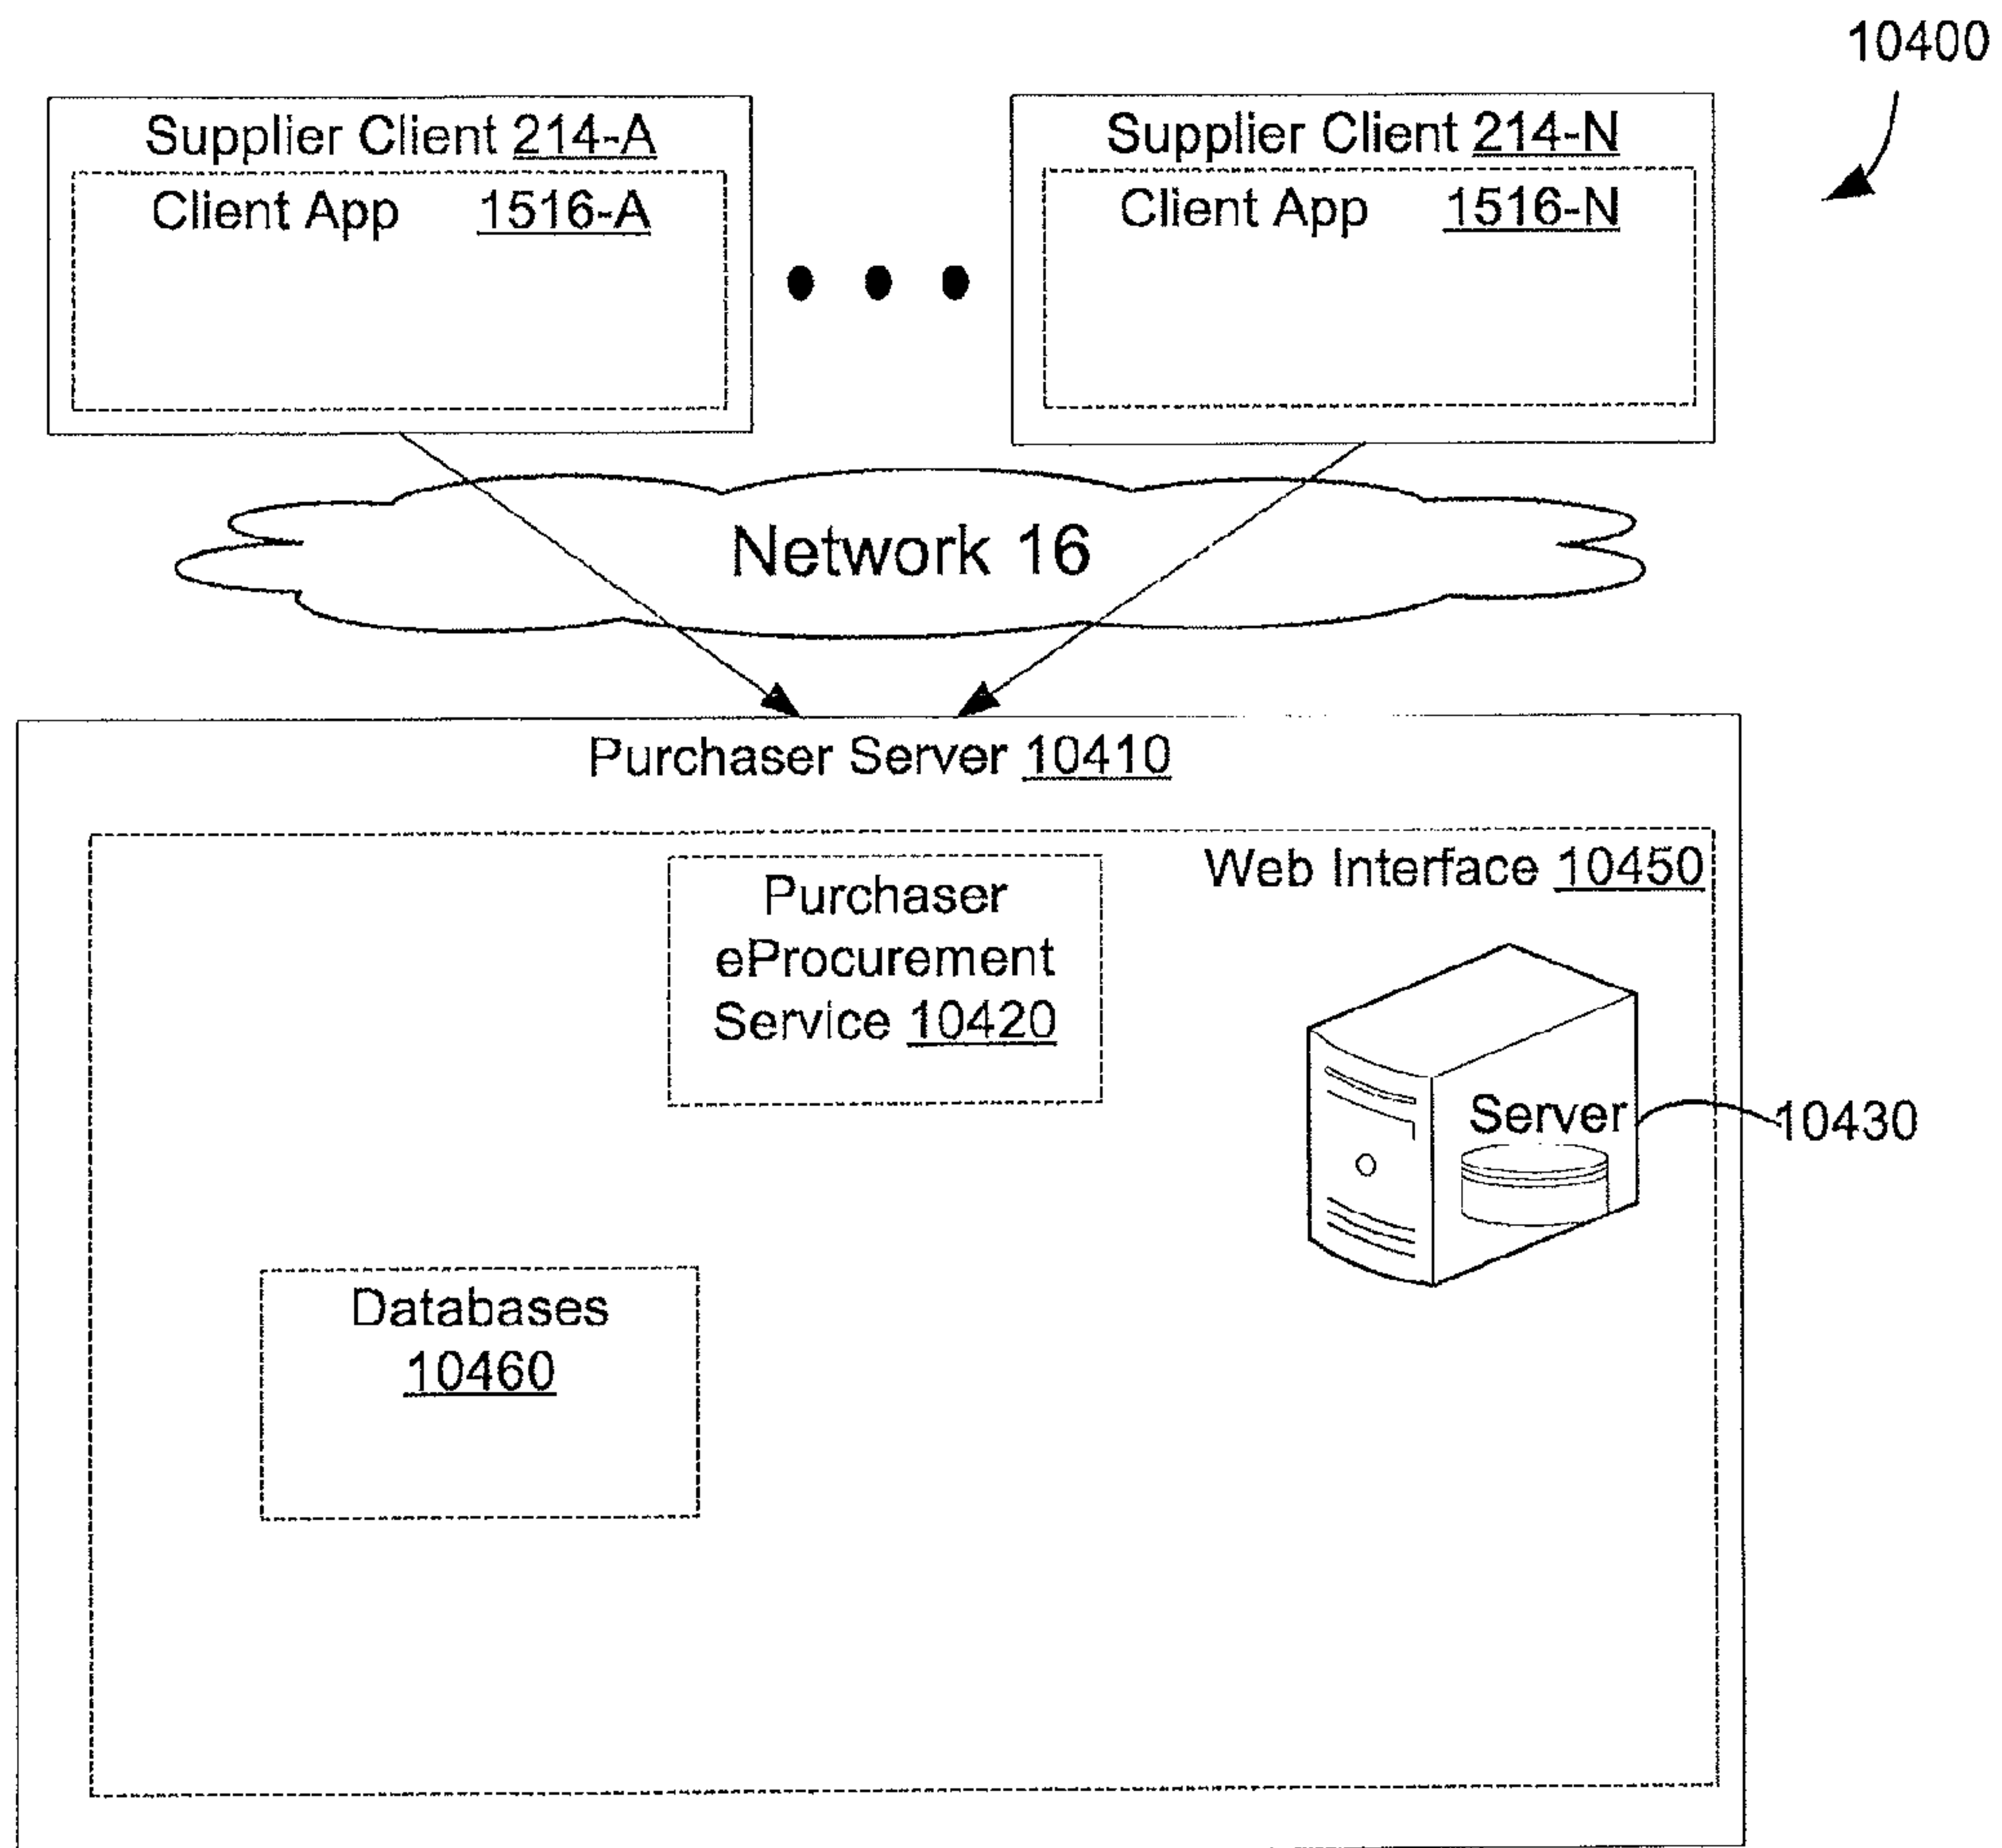 10400
Supplier Client 214-A
Client App 1516-A
Supplier Client 214-N
Client App 1516-N
Network 16
Purchaser Server 10410
Web Interface 10450
Purchaser
eProcurement
Service 10420
Server
10430
Databases
10460